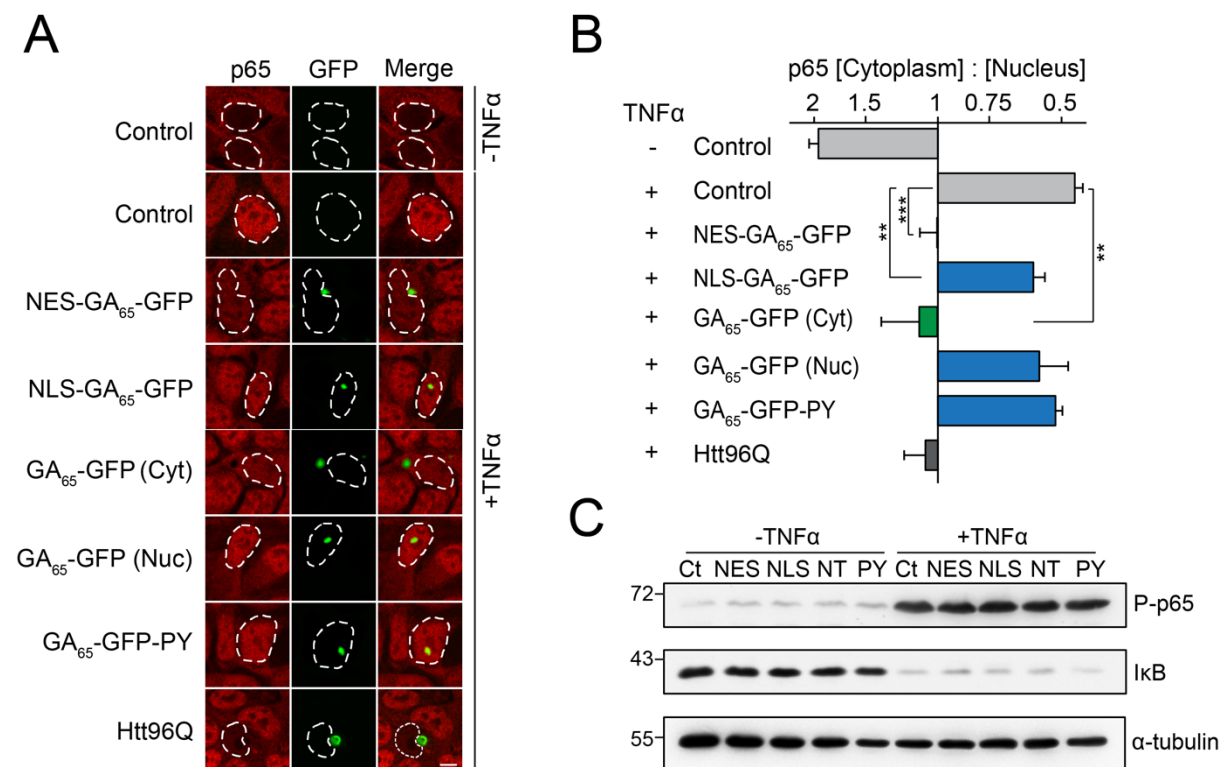 A
p65 GFP Merge
Control
-TNFα
Control
NES-GA₆₅-GFP
NLS-GA₆₅-GFP
GA₆₅-GFP (Cyt)
+TNFα
GA₆₅-GFP (Nuc)
GA₆₅-GFP-PY
Htt96Q
B
p65 [Cytoplasm] : [Nucleus]
2 1.5 1 0.75 0.5
TNFα
- Control
+ Control
+ NES-GA₆₅-GFP
+ NLS-GA₆₅-GFP
+ GA₆₅-GFP (Cyt)
+ GA₆₅-GFP (Nuc)
+ GA₆₅-GFP-PY
+ Htt96Q
** *** **
C
-TNFα +TNFα
Ct NES NLS NT PY Ct NES NLS NT PY
72 P-p65
43 IκB
55 α-tubulin